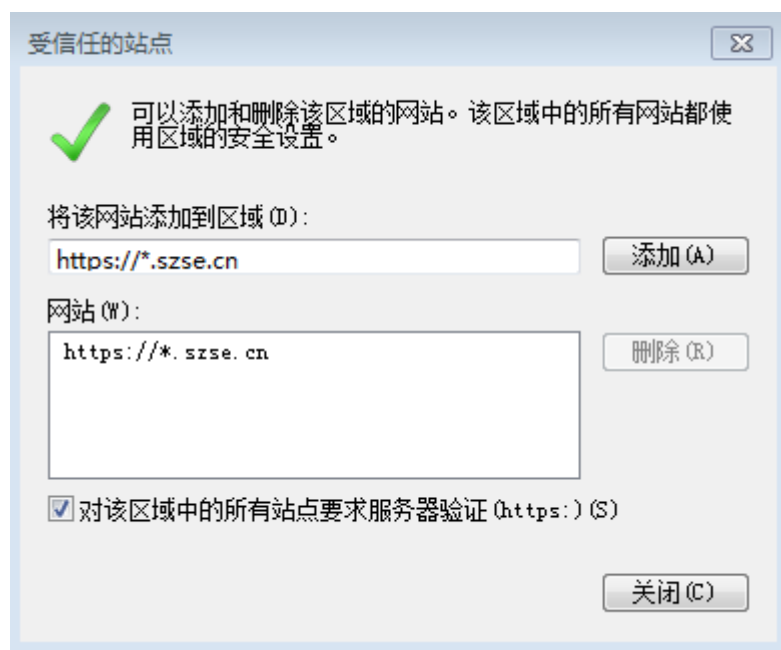 受信任的站点
可以添加和删除该区域的网站。该区域中的所有网站都使
用区域的安全设置。
将该网站添加到区域(D):
https://*.szse.cn
添加(A)
网站(W):
https://*.szse.cn
删除(R)
对该区域中的所有站点要求服务器验证(https:)(S)
关闭(C)